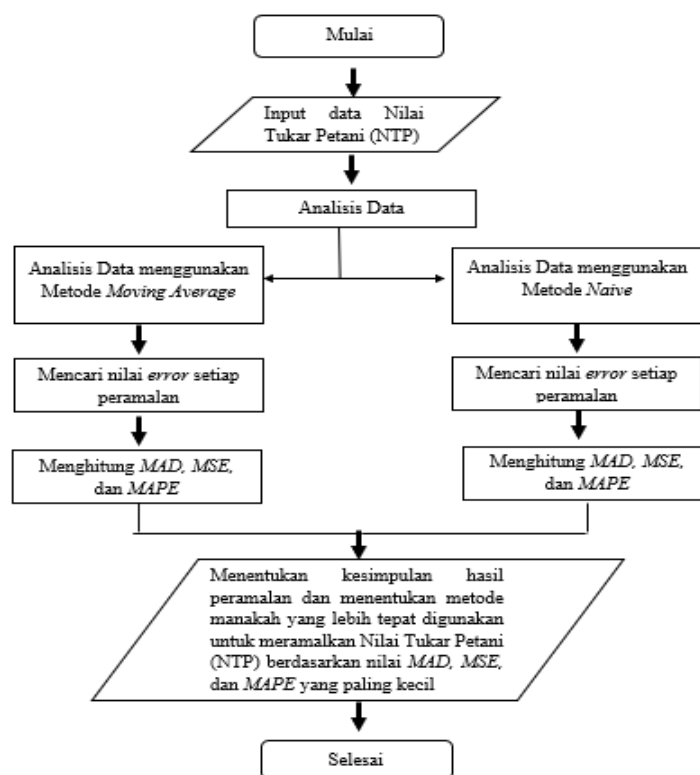 Mulai
Input data Nilai
Tukar Petani (NTP)
Analisis Data
Analisis Data menggunakan
Metode Moving Average
Analisis Data menggunakan
Metode Naive
Mencari nilai error setiap
peramalan
Mencari nilai error setiap
peramalan
Menghitung MAD, MSE,
dan MAPE
Menghitung MAD, MSE,
dan MAPE
Menentukan kesimpulan hasil
peramalan dan menentukan metode
manakah yang lebih tepat digunakan
untuk meramalkan Nilai Tukar Petani
(NTP) berdasarkan nilai MAD, MSE,
dan MAPE yang paling kecil
Selesai